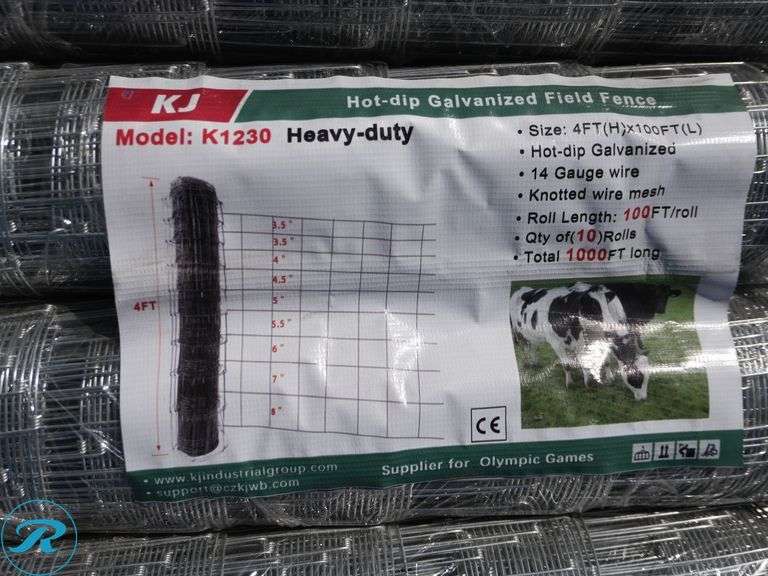 KJ
Hot-dip Galvanized Field Fence
Model: K1230 Heavy-duty
• Size: 4FT(H)X100FT(L)
• Hot-dip Galvanized
• 14 Gauge wire
• Knotted wire mesh
• Roll Length: 100FT/roll
• Qty of(10)Rolls
• Total 1000FT long
4FT
3.5"
3.5"
4"
4.5"
5"
5.5"
6"
7"
8"
CE
• www.kjindustrialgroup.com
• support@czkjwb.com
Supplier for Olympic Games
R